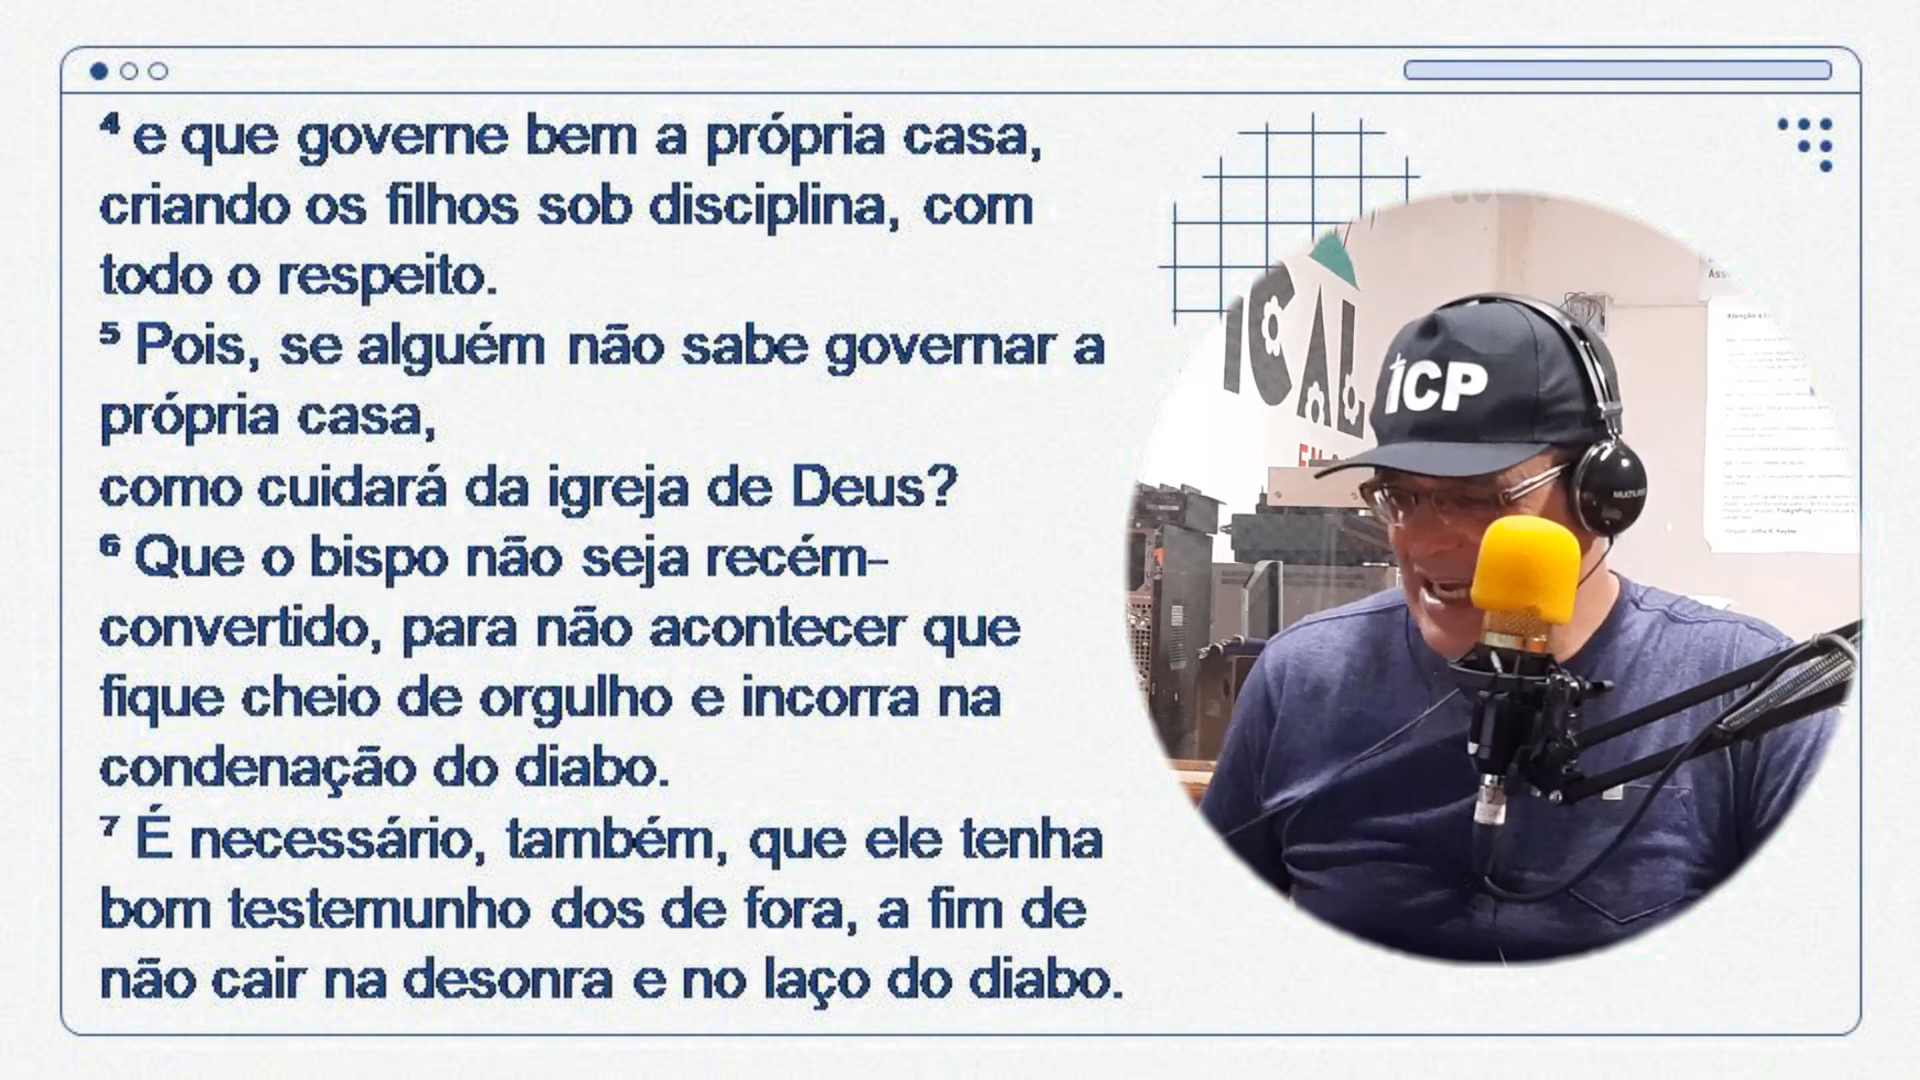 ⁴ e que governe bem a própria casa,
criando os filhos sob disciplina, com
todo o respeito.
⁵ Pois, se alguém não sabe governar a
própria casa,
como cuidará da igreja de Deus?
⁶ Que o bispo não seja recém-
convertido, para não acontecer que
fique cheio de orgulho e incorra na
condenação do diabo.
⁷ É necessário, também, que ele tenha
bom testemunho dos de fora, a fim de
não cair na desonra e no laço do diabo.
ICAL
ICP